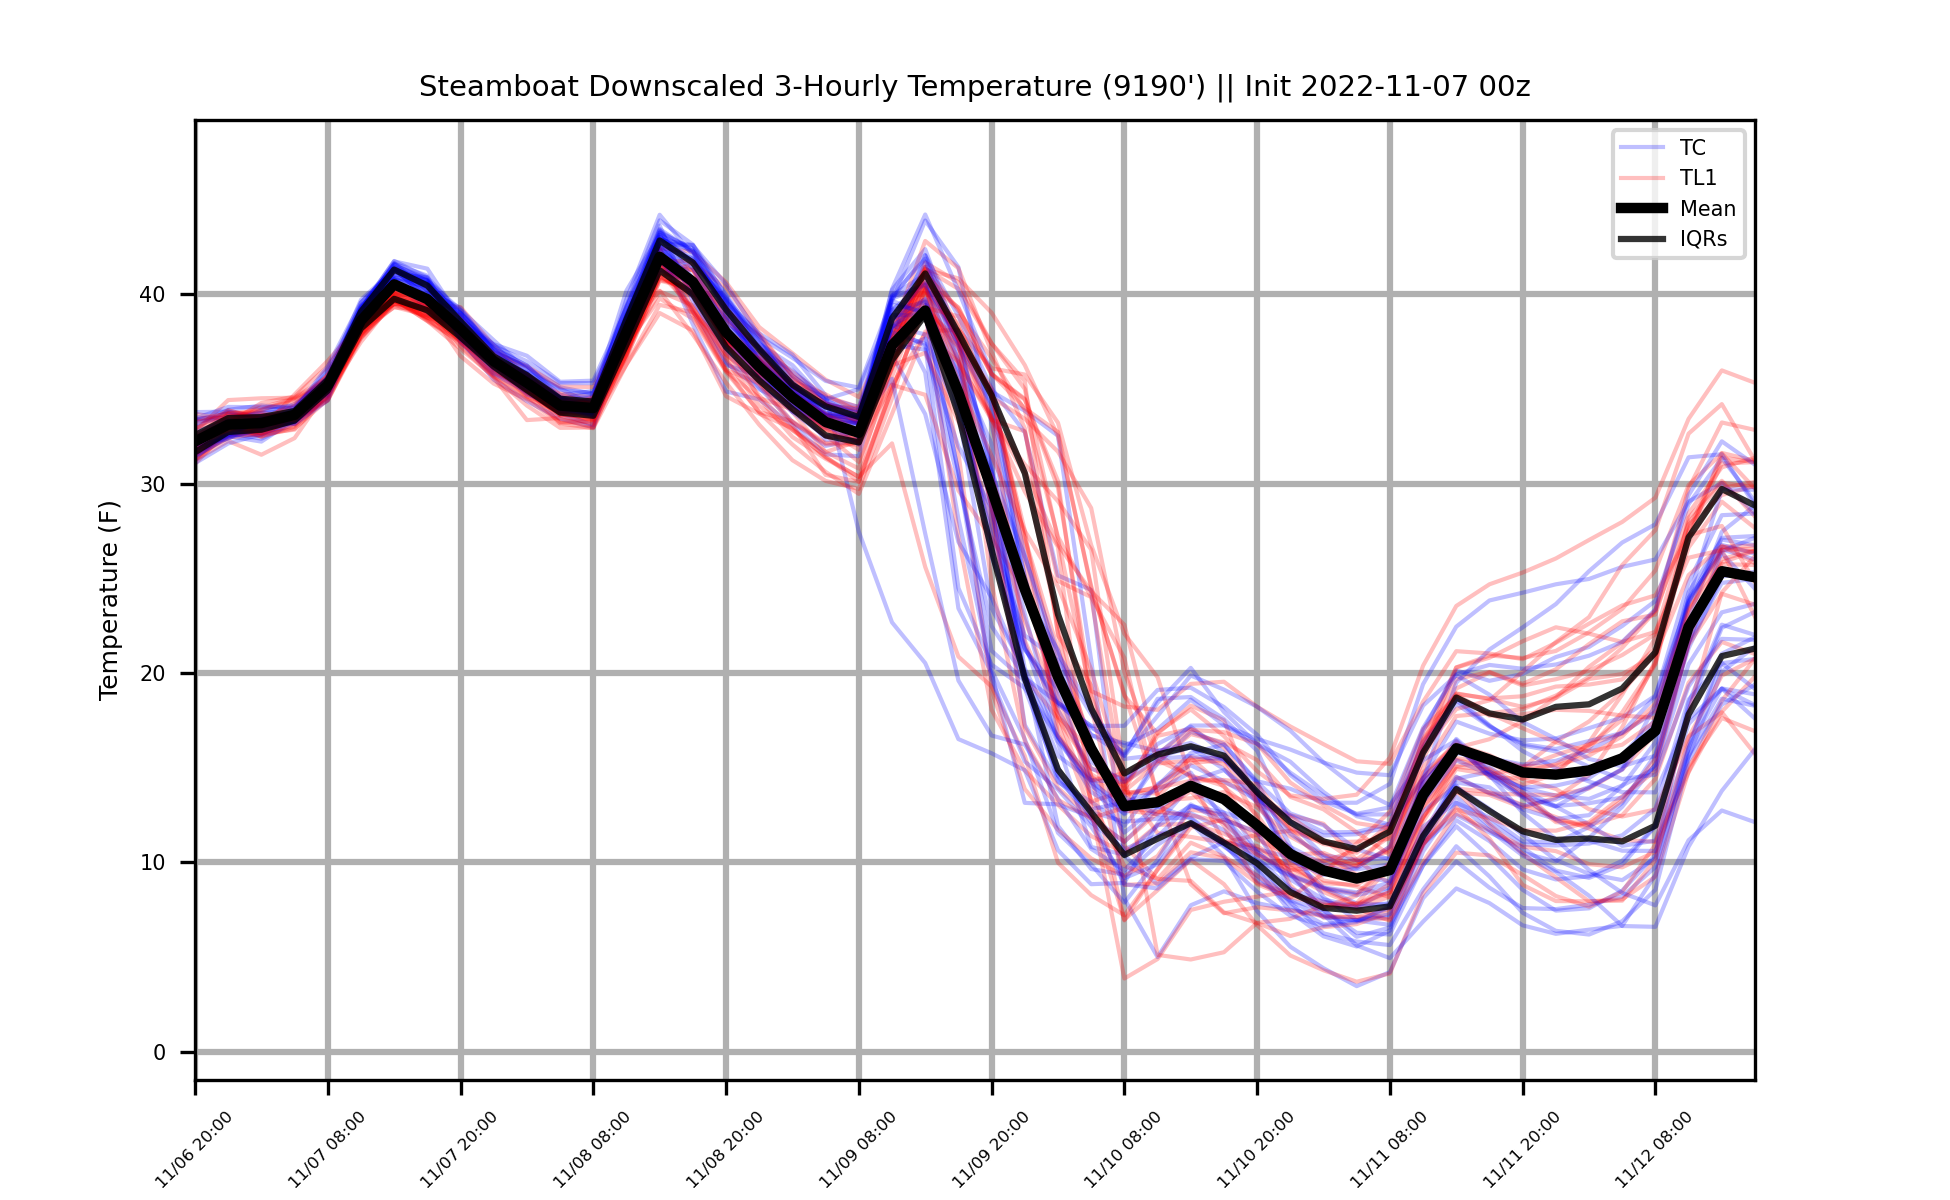 Steamboat Downscaled 3-Hourly Temperature (9190') || Init 2022-11-07 00z
TC
TL1
Mean
IQRs
Temperature (F)
40
30
20
10
0
11/06 20:00
11/07 08:00
11/07 20:00
11/08 08:00
11/08 20:00
11/09 08:00
11/09 20:00
11/10 08:00
11/10 20:00
11/11 08:00
11/11 20:00
11/12 08:00